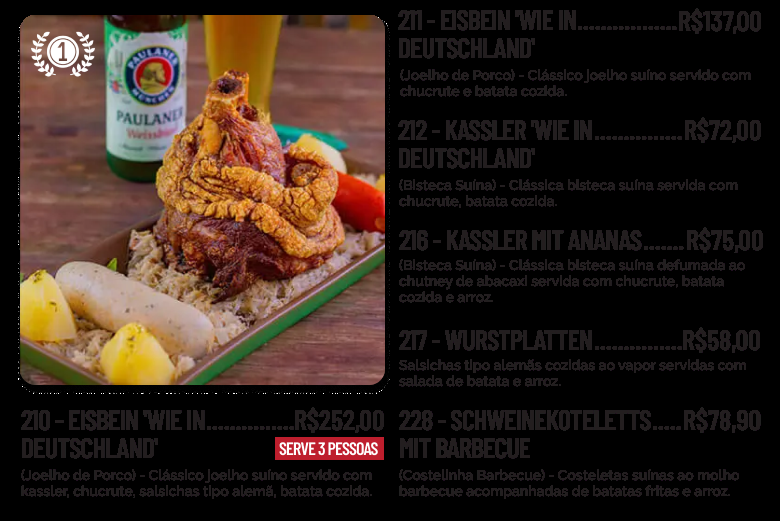 1
PAULANER
MÜNCHEN
PAULANER
Weissbier
210 - EISBEIN 'WIE IN..............R$252,00
DEUTSCHLAND'
SERVE 3 PESSOAS
(Joelho de Porco) - Clássico joelho suíno servido com
kassler, chucrute, salsichas tipo alemã, batata cozida.
211 - EISBEIN 'WIE IN.................R$137,00
DEUTSCHLAND'
(Joelho de Porco) - Clássico joelho suíno servido com
chucrute e batata cozida.
212 - KASSLER 'WIE IN..............R$72,00
DEUTSCHLAND'
(Bisteca Suína) - Clássica bisteca suína servida com
chucrute, batata cozida.
216 - KASSLER MIT ANANAS.......R$75,00
(Bisteca Suína) - Clássica bisteca suína defumada ao
chutney de abacaxi servida com chucrute, batata
cozida e arroz.
217 - WURSTPLATTEN..............R$58,00
Salsichas tipo alemãs cozidas ao vapor servidas com
salada de batata e arroz.
228 - SCHWEINEKOTELETTS.....R$78,90
MIT BARBECUE
(Costelinha Barbecue) - Costeletas suínas ao molho
barbecue acompanhadas de batatas fritas e arroz.